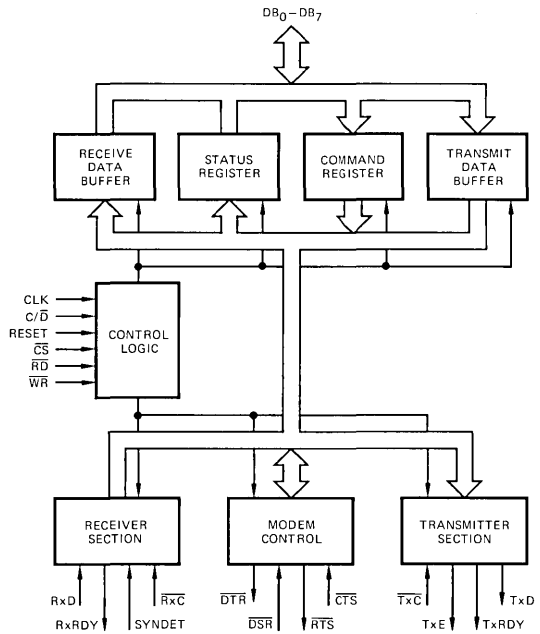 DB₀–DB₇
RECEIVE
DATA
BUFFER
STATUS
REGISTER
COMMAND
REGISTER
TRANSMIT
DATA
BUFFER
CLK
C/D̅
RESET
C̅S̅
R̅D̅
W̅R̅
CONTROL
LOGIC
RECEIVER
SECTION
MODEM
CONTROL
TRANSMITTER
SECTION
RxD
RxRDY
SYNDET
R̅x̅C̅
D̅T̅R̅
D̅S̅R̅
R̅T̅S̅
C̅T̅S̅
T̅x̅C̅
TxE
TxRDY
TxD